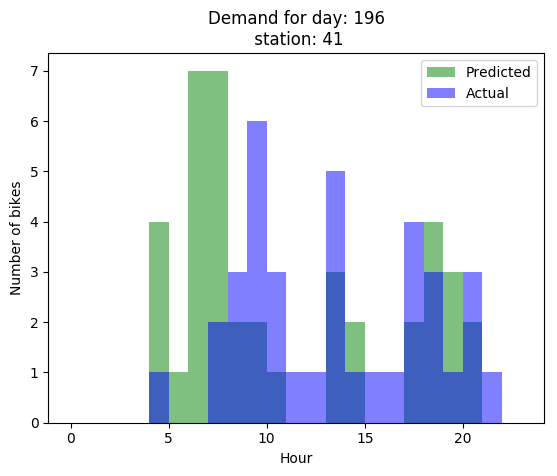 Demand for day: 196
station: 41
Predicted
Actual
Number of bikes
7
6
5
4
3
2
1
0
0 5 10 15 20
Hour